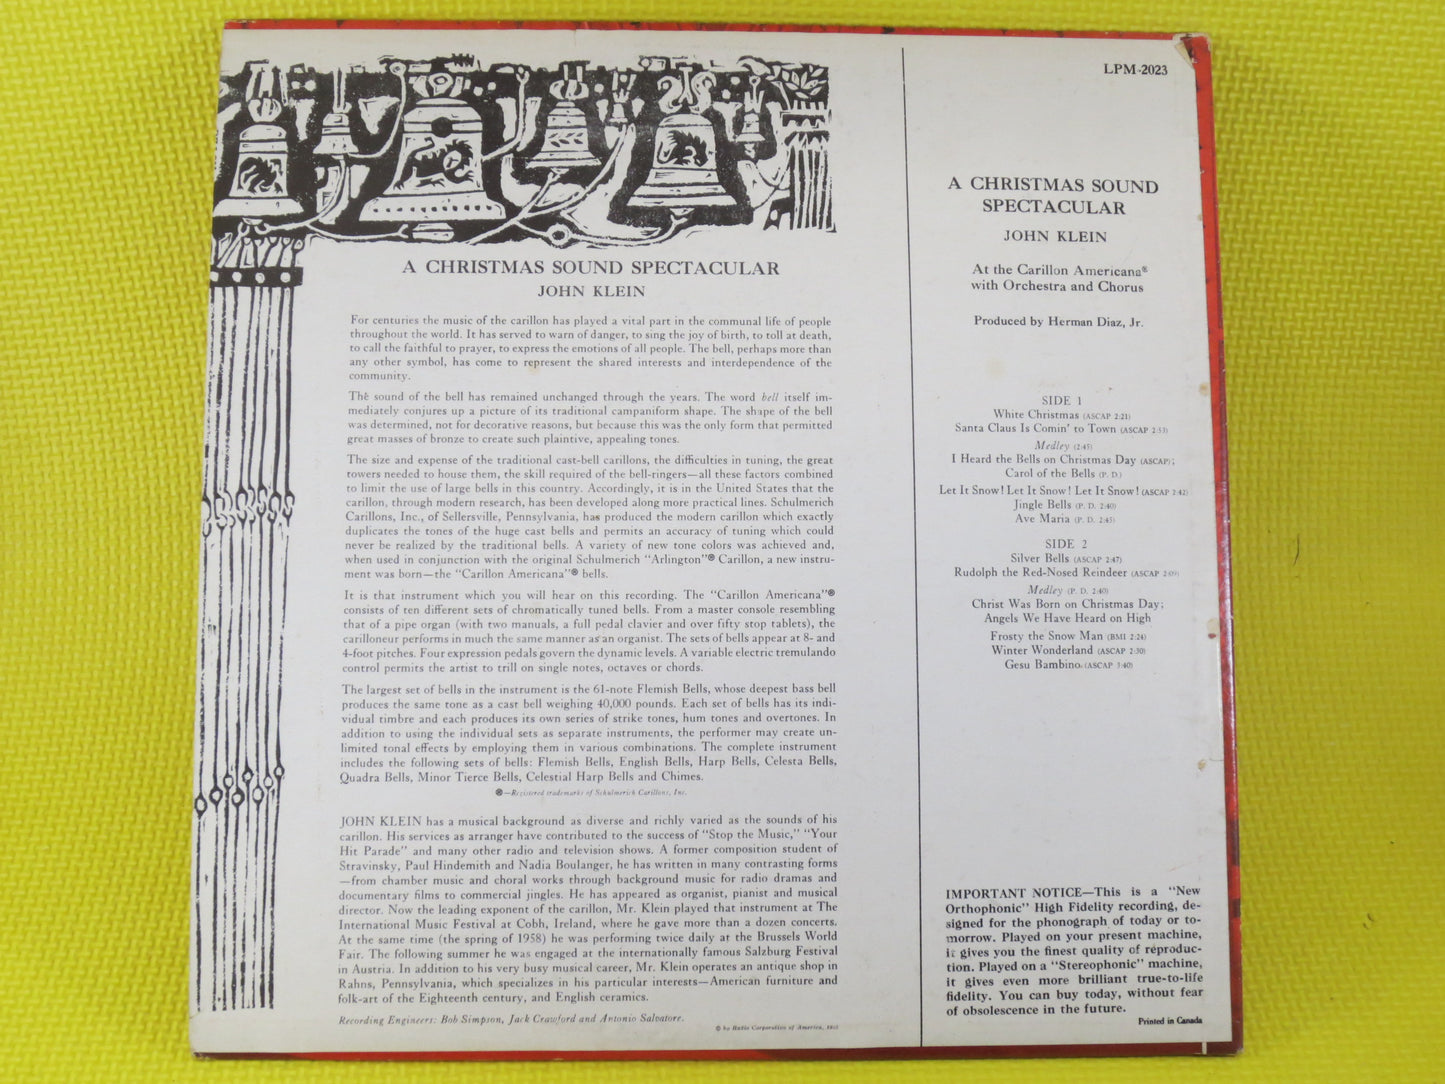 A CHRISTMAS SOUND SPECTACULAR
JOHN KLEIN
For centuries the music of the carillon has played a vital part in the communal life of people
throughout the world. It has served to warn of danger, to sing the joy of birth, to toll at death,
to call the faithful to prayer, to express the emotions of all people. The bell, perhaps more than
any other symbol, has come to represent the shared interests and interdependence of the
community.
The sound of the bell has remained unchanged through the years. The word bell itself im-
mediately conjures up a picture of its traditional campaniform shape. The shape of the bell
was determined, not for decorative reasons, but because this was the only form that permitted
great masses of bronze to create such plaintive, appealing tones.
The size and expense of the traditional cast-bell carillons, the difficulties in tuning, the great
towers needed to house them, the skill required of the bell-ringers—all these factors combined
to limit the use of large bells in this country. Accordingly, it is in the United States that the
carillon, through modern research, has been developed along more practical lines. Schulmerich
Carillons, Inc., of Sellersville, Pennsylvania, has produced the modern carillon which exactly
duplicates the tones of the huge cast bells and permits an accuracy of tuning which could
never be realized by the traditional bells. A variety of new tone colors was achieved and,
when used in conjunction with the original Schulmerich "Arlington"® Carillon, a new instru-
ment was born—the "Carillon Americana"® bells.
It is that instrument which you will hear on this recording. The "Carillon Americana"®
consists of ten different sets of chromatically tuned bells. From a master console resembling
that of a pipe organ (with two manuals, a full pedal clavier and over fifty stop tablets), the
carilloneur performs in much the same manner as an organist. The sets of bells appear at 8- and
4-foot pitches. Four expression pedals govern the dynamic levels. A variable electric tremulando
control permits the artist to trill on single notes, octaves or chords.
The largest set of bells in the instrument is the 61-note Flemish Bells, whose deepest bass bell
produces the same tone as a cast bell weighing 40,000 pounds. Each set of bells has its indi-
vidual timbre and each produces its own series of strike tones, hum tones and overtones. In
addition to using the individual sets as separate instruments, the performer may create un-
limited tonal effects by employing them in various combinations. The complete instrument
includes the following sets of bells: Flemish Bells, English Bells, Harp Bells, Celesta Bells,
Quadra Bells, Minor Tierce Bells, Celestial Harp Bells and Chimes.
®—Registered trademarks of Schulmerich Carillons, Inc.
JOHN KLEIN has a musical background as diverse and richly varied as the sounds of his
carillon. His services as arranger have contributed to the success of "Stop the Music," "Your
Hit Parade" and many other radio and television shows. A former composition student of
Stravinsky, Paul Hindemith and Nadia Boulanger, he has written in many contrasting forms
—from chamber music and choral works through background music for radio dramas and
documentary films to commercial jingles. He has appeared as organist, pianist and musical
director. Now the leading exponent of the carillon, Mr. Klein played that instrument at The
International Music Festival at Cobh, Ireland, where he gave more than a dozen concerts.
At the same time (the spring of 1958) he was performing twice daily at the Brussels World
Fair. The following summer he was engaged at the internationally famous Salzburg Festival
in Austria. In addition to his very busy musical career, Mr. Klein operates an antique shop in
Rahns, Pennsylvania, which specializes in his particular interests—American furniture and
folk-art of the Eighteenth century, and English ceramics.
Recording Engineers: Bob Simpson, Jack Crawford and Antonio Salvatore.
© by Radio Corporation of America,
LPM-2023
A CHRISTMAS SOUND
SPECTACULAR
JOHN KLEIN
At the Carillon Americana®
with Orchestra and Chorus
Produced by Herman Diaz, Jr.
SIDE 1
White Christmas (ASCAP 2:21)
Santa Claus Is Comin' to Town (ASCAP 2:53)
Medley (2:45)
I Heard the Bells on Christmas Day (ASCAP);
Carol of the Bells (P. D.)
Let It Snow! Let It Snow! Let It Snow! (ASCAP 2:42)
Jingle Bells (P. D. 2:40)
Ave Maria (P. D. 2:45)
SIDE 2
Silver Bells (ASCAP 2:47)
Rudolph the Red-Nosed Reindeer (ASCAP 2:09)
Medley (P. D. 2:40)
Christ Was Born on Christmas Day;
Angels We Have Heard on High
Frosty the Snow Man (BMI 2:24)
Winter Wonderland (ASCAP 2:30)
Gesu Bambino (ASCAP 3:40)
IMPORTANT NOTICE—This is a "New
Orthophonic" High Fidelity recording, de-
signed for the phonograph of today or to-
morrow. Played on your present machine,
it gives you the finest quality of reproduc-
tion. Played on a "Stereophonic" machine,
it gives even more brilliant true-to-life
fidelity. You can buy today, without fear
of obsolescence in the future.
Printed in Canada